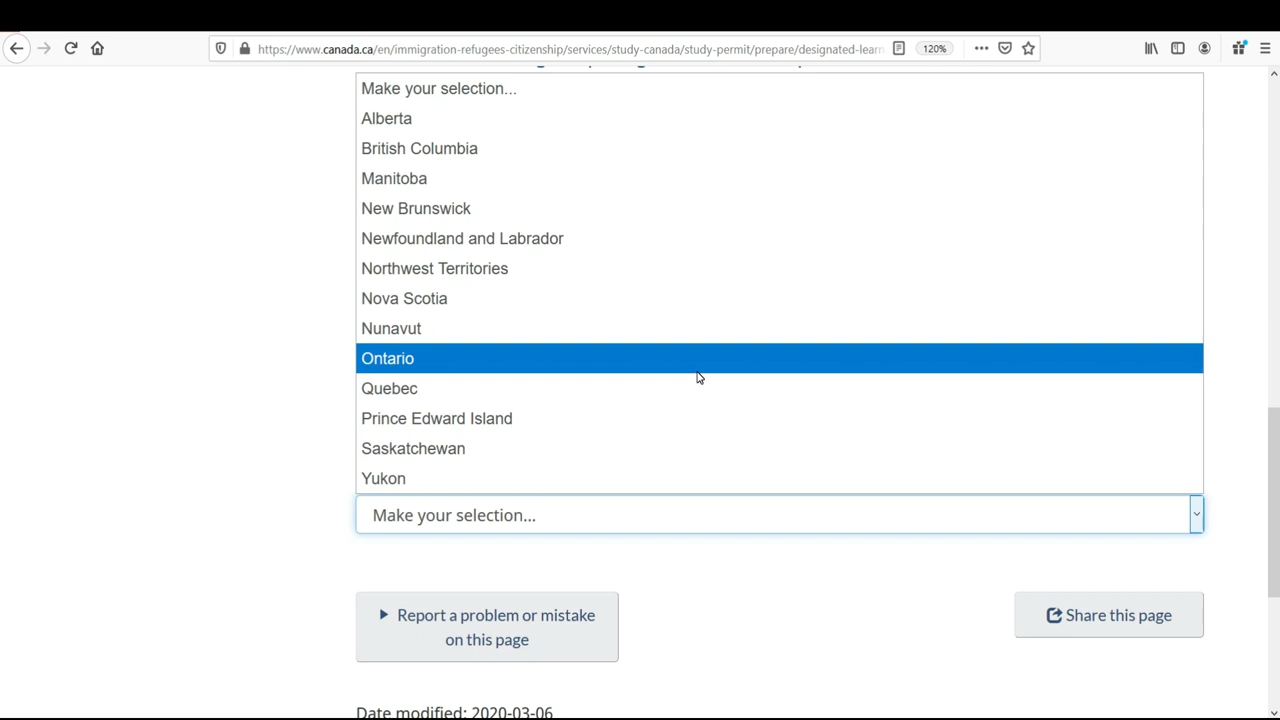 https://www.canada.ca/en/immigration-refugees-citizenship/services/study-canada/study-permit/prepare/designated-learn
120%
Make your selection...
Alberta
British Columbia
Manitoba
New Brunswick
Newfoundland and Labrador
Northwest Territories
Nova Scotia
Nunavut
Ontario
Quebec
Prince Edward Island
Saskatchewan
Yukon
Make your selection...
Report a problem or mistake
on this page
Share this page
Date modified: 2020-03-06